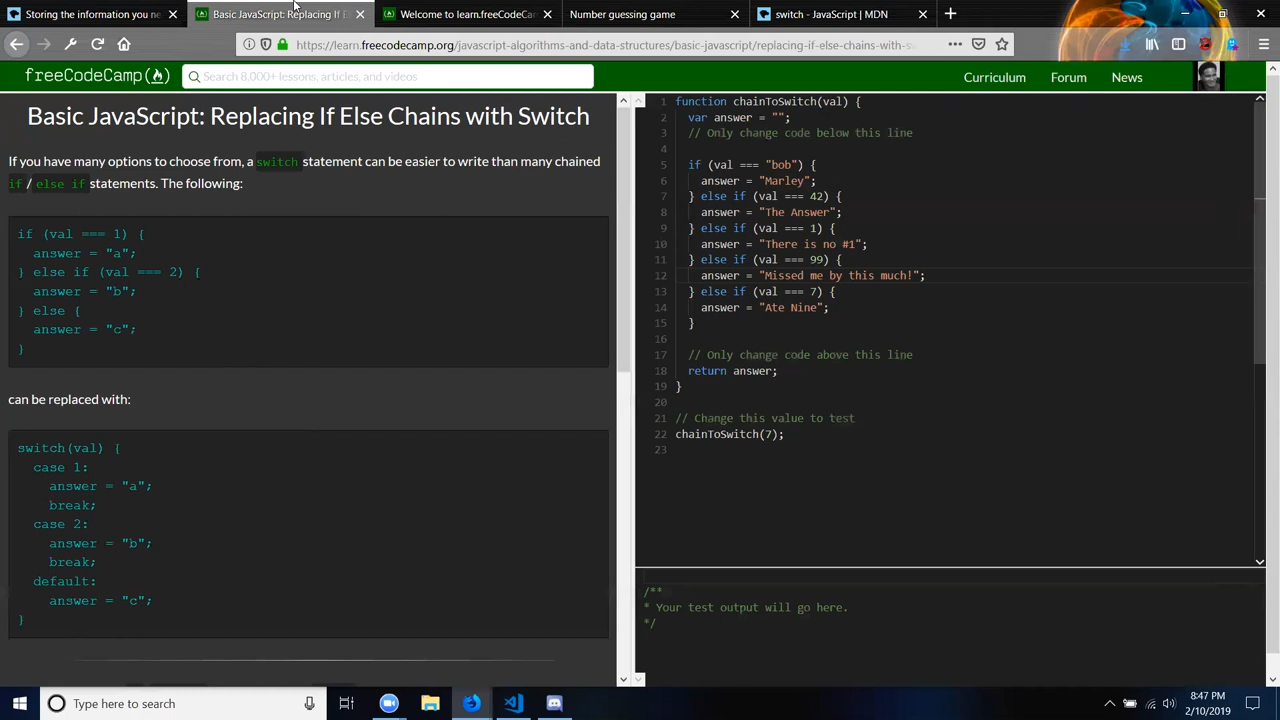 Storing the information you n
Basic JavaScript: Replacing If E
Welcome to learn.freeCodeCa
Number guessing game
switch - JavaScript | MDN
https://learn.freecodecamp.org/javascript-algorithms-and-data-structures/basic-javascript/replacing-if-else-chains-with-s
freeCodeCamp
Search 8,000+ lessons, articles, and videos
Curriculum
Forum
News
Basic JavaScript: Replacing If Else Chains with Switch
If you have many options to choose from, a switch statement can be easier to write than many chained
if / else if statements. The following:
if (val === 1) {
answer = "a";
} else if (val === 2) {
answer = "b";
} else {
answer = "c";
}
can be replaced with:
switch(val) {
case 1:
answer = "a";
break;
case 2:
answer = "b";
break;
default:
answer = "c";
}
1 function chainToSwitch(val) {
2 var answer = "";
3 // Only change code below this line
4
5 if (val === "bob") {
6 answer = "Marley";
7 } else if (val === 42) {
8 answer = "The Answer";
9 } else if (val === 1) {
10 answer = "There is no #1";
11 } else if (val === 99) {
12 answer = "Missed me by this much!";
13 } else if (val === 7) {
14 answer = "Ate Nine";
15 }
16
17 // Only change code above this line
18 return answer;
19 }
20
21 // Change this value to test
22 chainToSwitch(7);
23
/**
* Your test output will go here.
*/
Type here to search
8:47 PM
2/10/2019